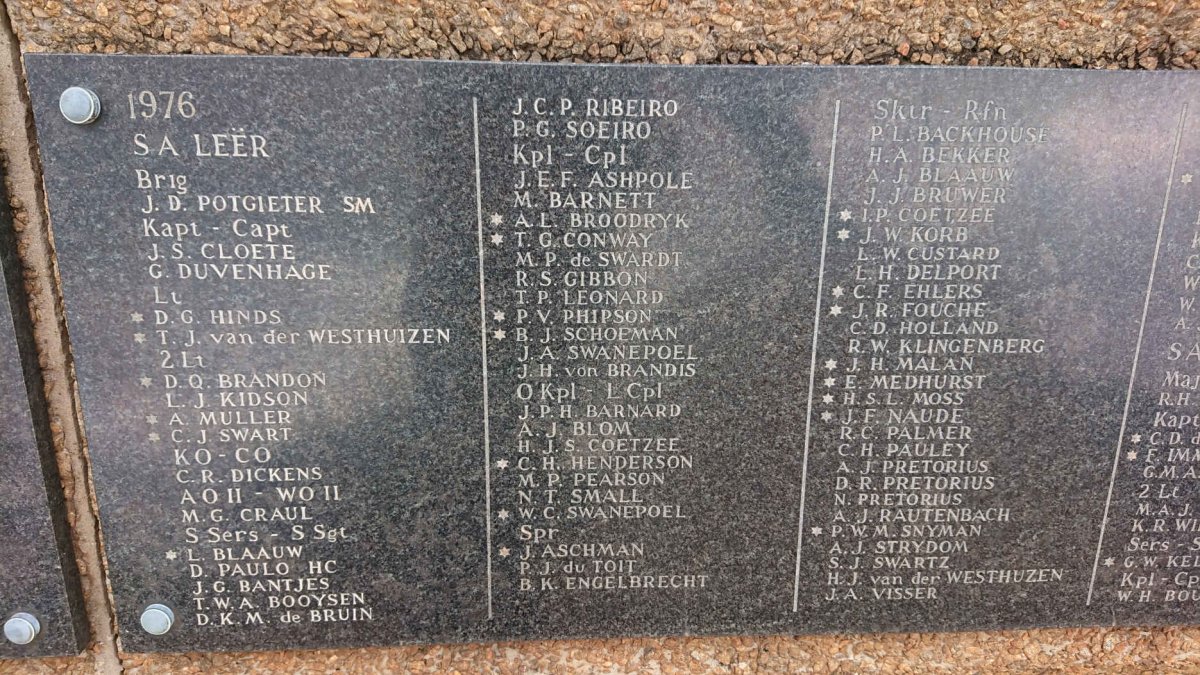 1976
S A LEËR
Brig
J. D. POTGIETER SM
Kapt - Capt
J. S. CLOETE
G. DUVENHAGE
Lt
* D. G. HINDS
* T. J. van der WESTHUIZEN
2 Lt
* D. Q. BRANDON
L. J. KIDSON
* A. MULLER
* C. J. SWART
KO - CO
C. R. DICKENS
A O II - WO II
M. G. CRAUL
S Sers - S Sgt
* L. BLAAUW
D. PAULO HC
J. G. BANTJES
T. W. A. BOOYSEN
D. K. M. de BRUIN
J. C. P. RIBEIRO
P. G. SOEIRO
Kpl - Cpl
J. E. F. ASHPOLE
M. BARNETT
* A. L. BROODRYK
* T. G. CONWAY
M. P. de SWARDT
R. S. GIBBON
T. P. LEONARD
* P. V. PHIPSON
* B. J. SCHOEMAN
J. A. SWANEPOEL
J. H. von BRANDIS
O Kpl - L Cpl
J. P. H. BARNARD
A. J. BLOM
H. J. S. COETZEE
* C. H. HENDERSON
M. P. PEARSON
N. T. SMALL
* W. C. SWANEPOEL
Spr
* J. ASCHMAN
P. J. du TOIT
B. K. ENGELBRECHT
Skut - Rfn
P. L. BACKHOUSE
H. A. BEKKER
A. J. BLAAUW
J. J. BRUWER
* I. P. COETZEE
* J. W. KORB
L. W. CUSTARD
L. H. DELPORT
* C. F. EHLERS
* J. R. FOUCHE
C. D. HOLLAND
R. W. KLINGENBERG
* J. H. MALAN
* E. MEDHURST
* H. S. L. MOSS
* J. F. NAUDE
R. C. PALMER
C. H. PAULEY
A. J. PRETORIUS
D. R. PRETORIUS
N. PRETORIUS
A. J. RAUTENBACH
* P. W. M. SNYMAN
A. J. STRYDOM
S. J. SWARTZ
H. J. van der WESTHUZEN
J. A. VISSER
Kapt
* C. D.
* E.
G. M. A.
2 Lt
M. A. J.
K. R.
Sers -
* G. W.
Kpl - Cpl
W. H.